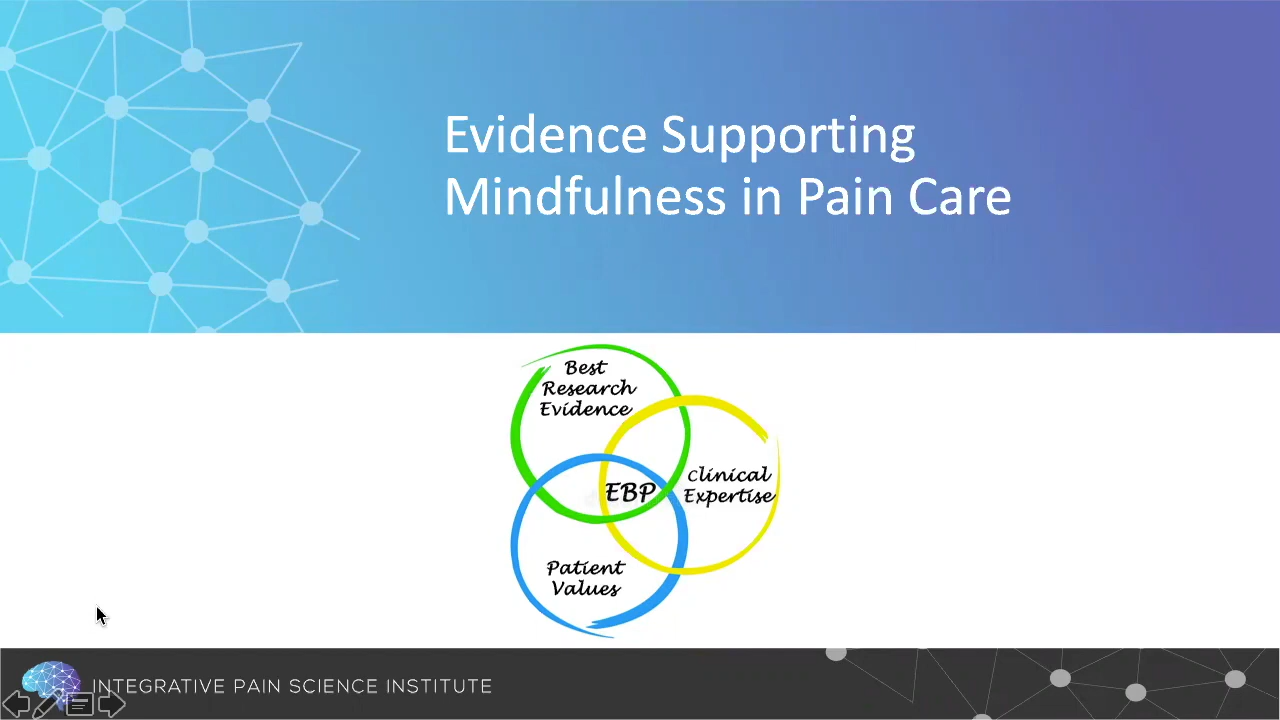 Evidence Supporting
Mindfulness in Pain Care
Best
Research
Evidence
Clinical
Expertise
EBP
Patient
Values
INTEGRATIVE PAIN SCIENCE INSTITUTE